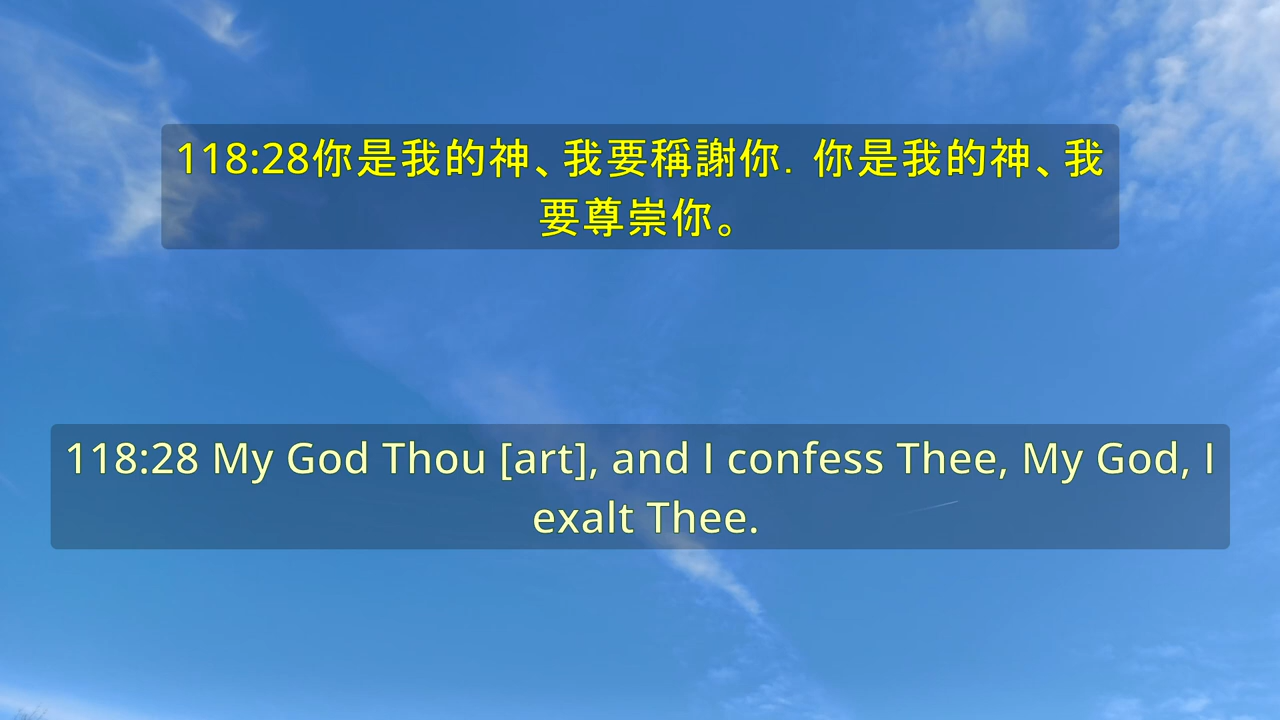 118:28你是我的神、我要稱謝你．你是我的神、我
要尊崇你。
118:28 My God Thou [art], and I confess Thee, My God, I
exalt Thee.